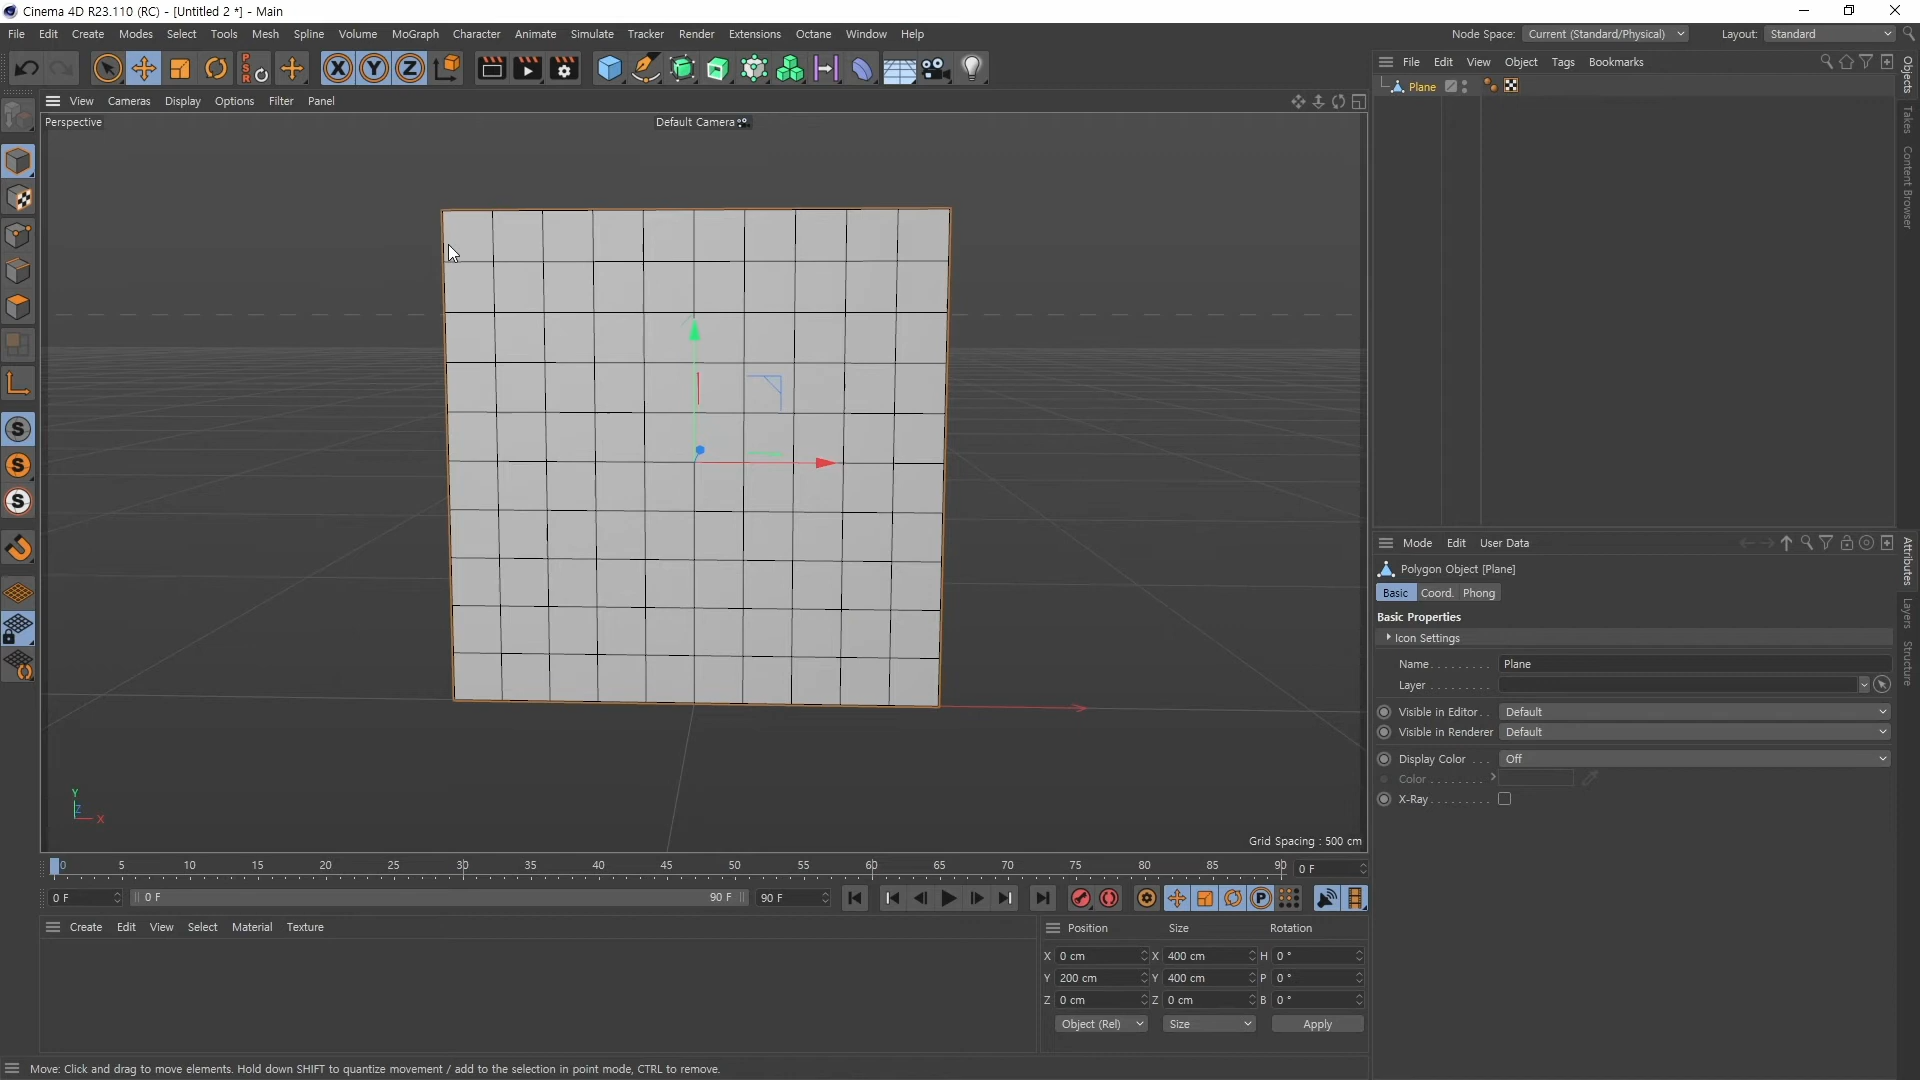 Cinema 4D R23.110 (RC) - [Untitled 2 *] - Main
File Edit Create Modes Select Tools Mesh Spline Volume MoGraph Character Animate Simulate Tracker Render Extensions Octane Window Help
Node Space: Current (Standard/Physical) Layout: Standard
PSR X Y Z
File Edit View Object Tags Bookmarks
View Cameras Display Options Filter Panel
Perspective
Default Camera
Plane
Objects
Takes
Content Browser
S
S
S
Mode Edit User Data
Polygon Object [Plane]
Basic Coord. Phong
Basic Properties
Icon Settings
Name......... Plane
Layer.........
Visible in Editor.. Default
Visible in Renderer Default
Display Color ... Off
Color........
X-Ray.........
Attributes
Layers
Structure
Y
Z
X
Grid Spacing : 500 cm
0 5 10 15 20 25 30 35 40 45 50 55 60 65 70 75 80 85 90 0 F
0 F 0 F 90 F 90 F P
Create Edit View Select Material Texture
Position Size Rotation
X 0 cm X 400 cm H 0 °
Y 200 cm Y 400 cm P 0 °
Z 0 cm Z 0 cm B 0 °
Object (Rel) Size Apply
Move: Click and drag to move elements. Hold down SHIFT to quantize movement / add to the selection in point mode, CTRL to remove.